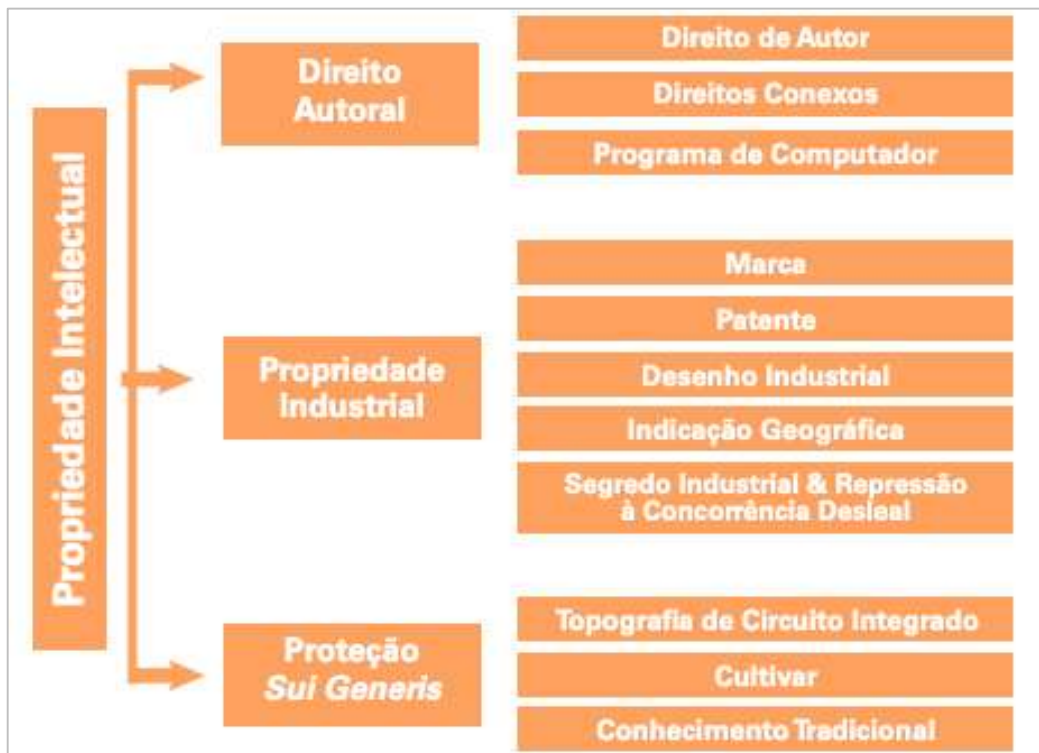 Propriedade Intelectual
Direito
Autoral
Direito de Autor
Direitos Conexos
Programa de Computador
Propriedade
Industrial
Marca
Patente
Desenho Industrial
Indicação Geográfica
Segredo Industrial & Repressão
à Concorrência Desleal
Proteção
Sui Generis
Topografia de Circuito Integrado
Cultivar
Conhecimento Tradicional